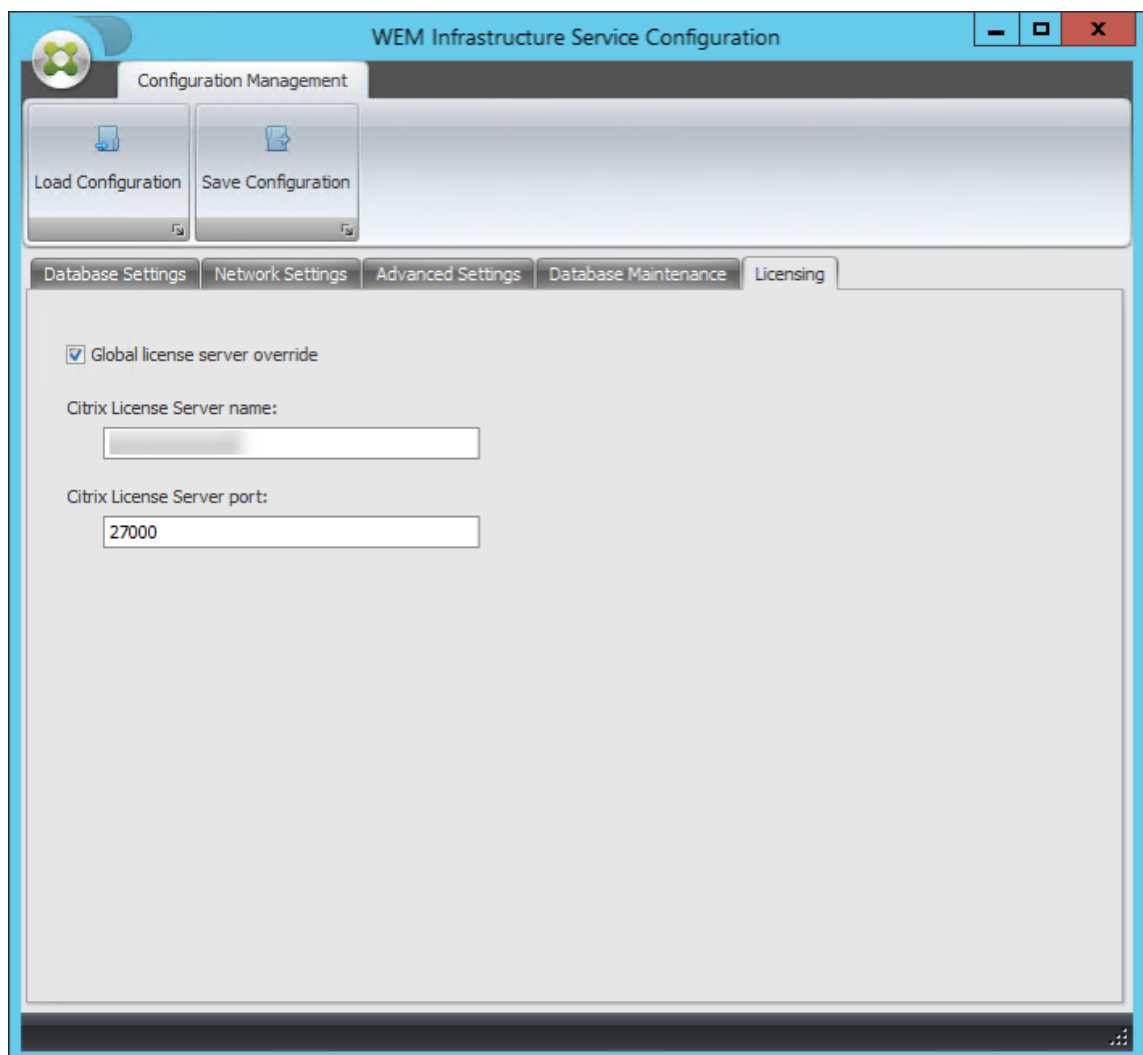 WEM Infrastructure Service Configuration
Configuration Management
Load Configuration
Save Configuration
Database Settings
Network Settings
Advanced Settings
Database Maintenance
Licensing
Global license server override
Citrix License Server name:
Citrix License Server port:
27000